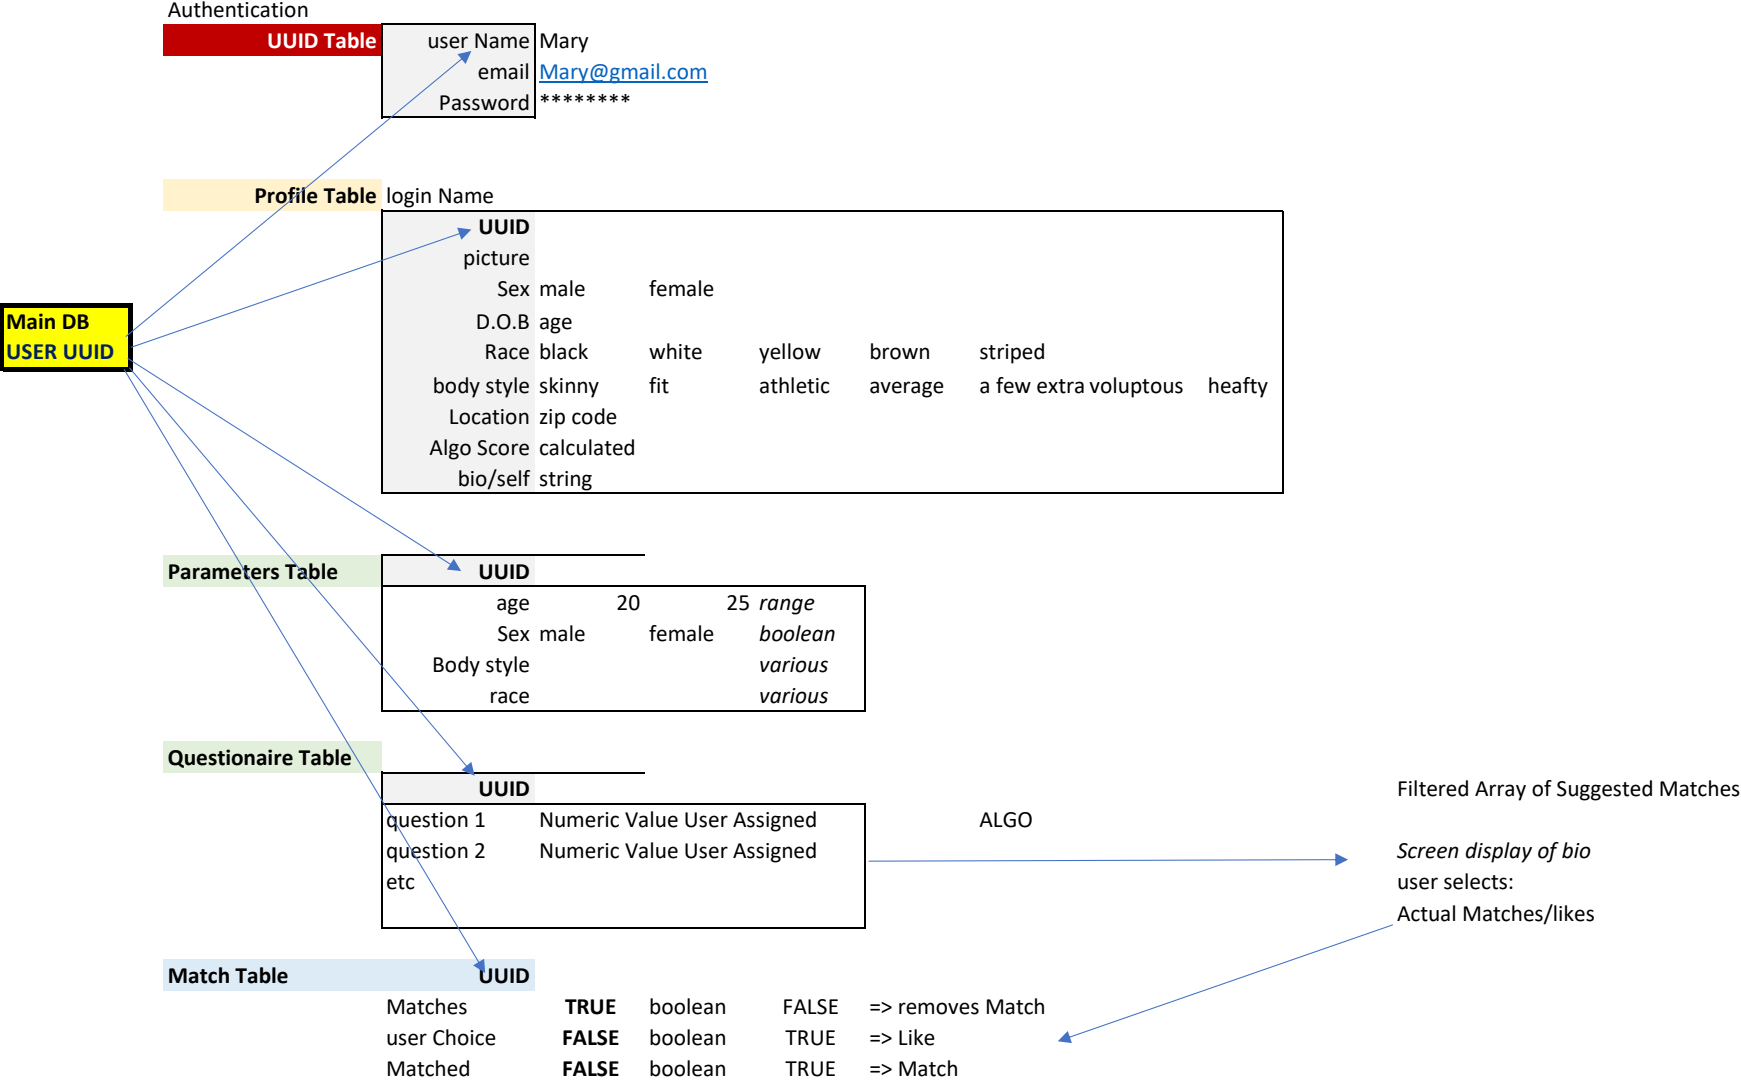 Authentication
UUID Table user Name Mary
email Mary@gmail.com
Password ********
Profile Table login Name
UUID
picture
Sex male female
Main DB
D.O.B age
USER UUID
Race black white yellow brown striped
body style skinny fit athletic average a few extra voluptous heafty
Location zip code
Algo Score calculated
bio/self string
Parameters Table UUID
age 20 25 range
Sex male female boolean
Body style various
race various
Questionaire Table
UUID Filtered Array of Suggested Matches
question 1 Numeric Value User Assigned ALGO
question 2 Numeric Value User Assigned Screen display of bio
etc user selects:
Actual Matches/likes
Match Table UUID
Matches TRUE boolean FALSE => removes Match
user Choice FALSE boolean TRUE => Like
Matched FALSE boolean TRUE => Match